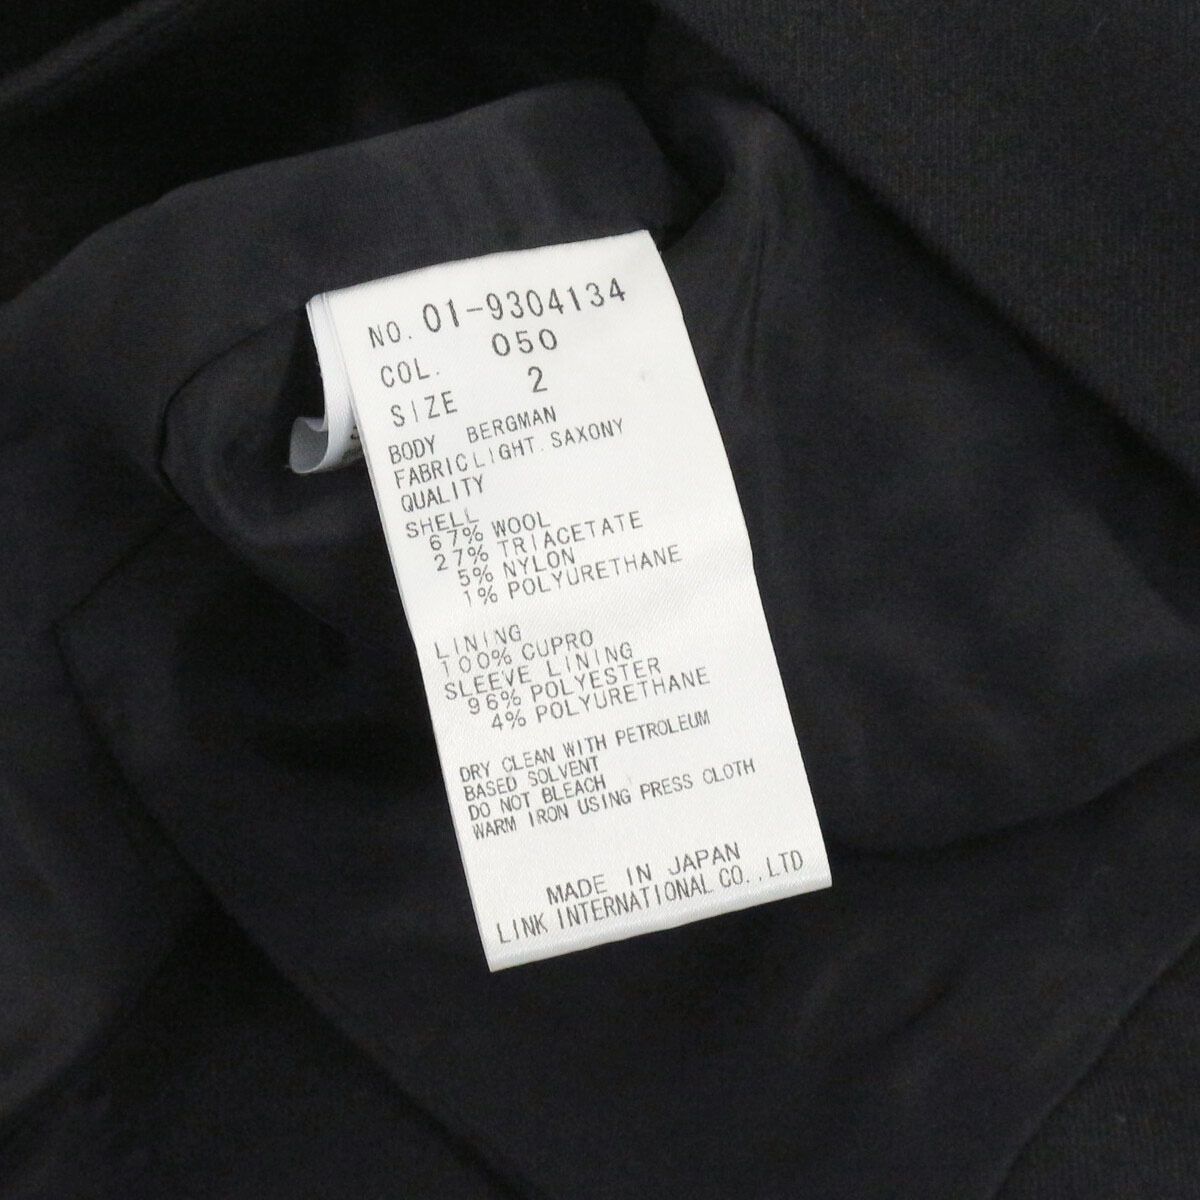 NO. 01-9304134
COL. 050
SIZE 2
BODY BERGMAN
FABRIC LIGHT.SAXONY
QUALITY
SHELL
67% WOOL
27% TRIACETATE
5% NYLON
1% POLYURETHANE
LINING
100% CUPRO
SLEEVE LINING
96% POLYESTER
4% POLYURETHANE
DRY CLEAN WITH PETROLEUM
BASED SOLVENT
DO NOT BLEACH
WARM IRON USING PRESS CLOTH
MADE IN JAPAN
LINK INTERNATIONAL CO.,LTD